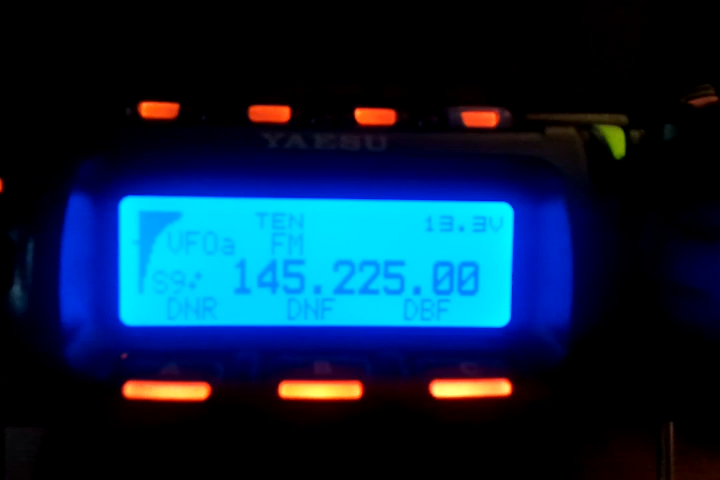 YAESU
TEN 13.3V
VFOa FM
S9+ 145.225.00
DNR DNF DBF
A B C